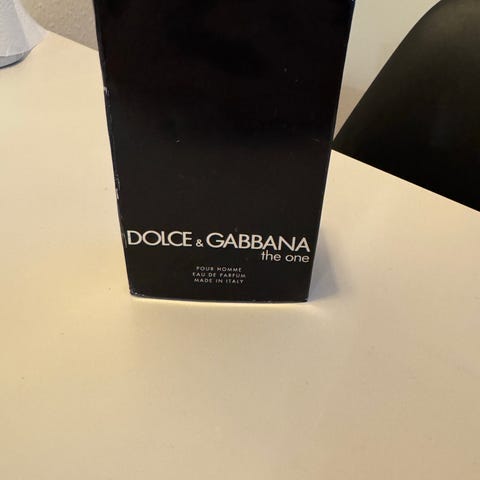 DOLCE & GABBANA
the one
POUR HOMME
EAU DE PARFUM
MADE IN ITALY